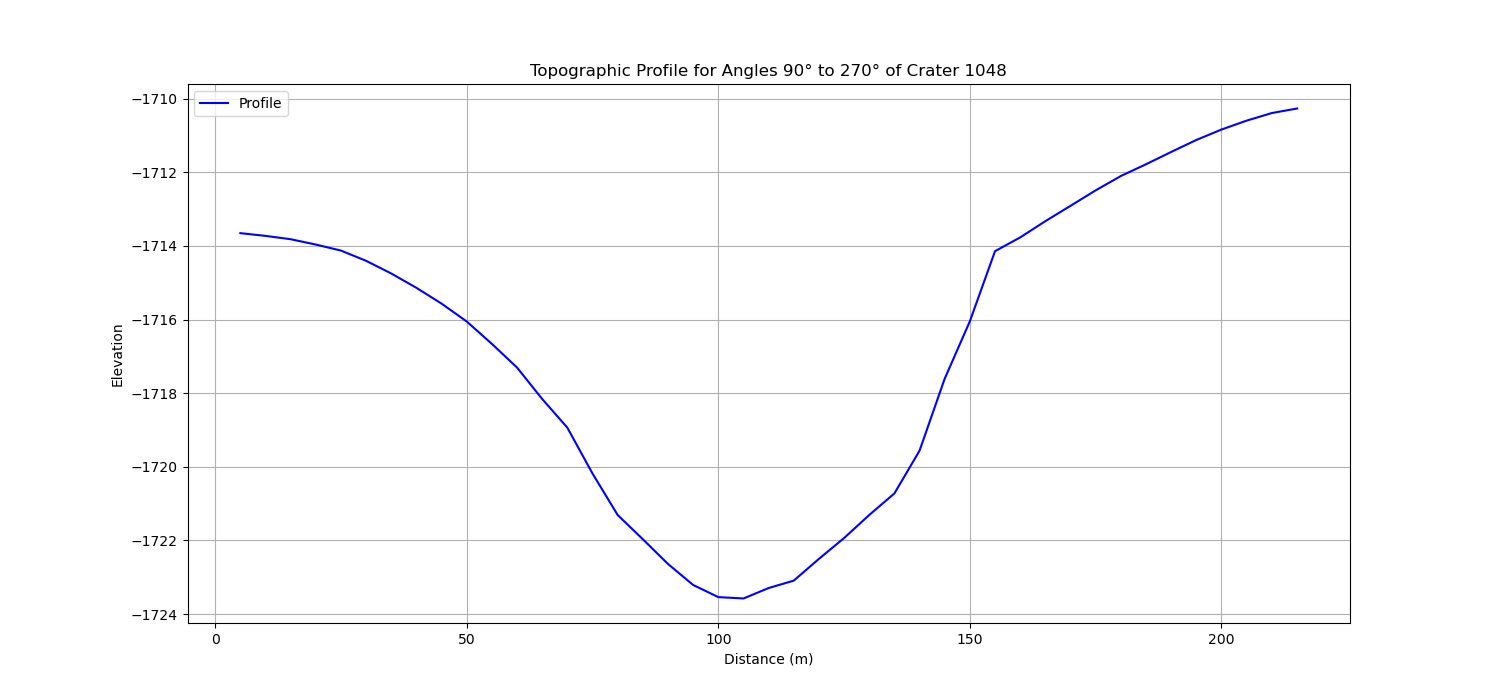 Topographic Profile for Angles 90° to 270° of Crater 1048
Profile
−1710
−1712
−1714
−1716
−1718
−1720
−1722
−1724
Elevation
0 50 100 150 200
Distance (m)